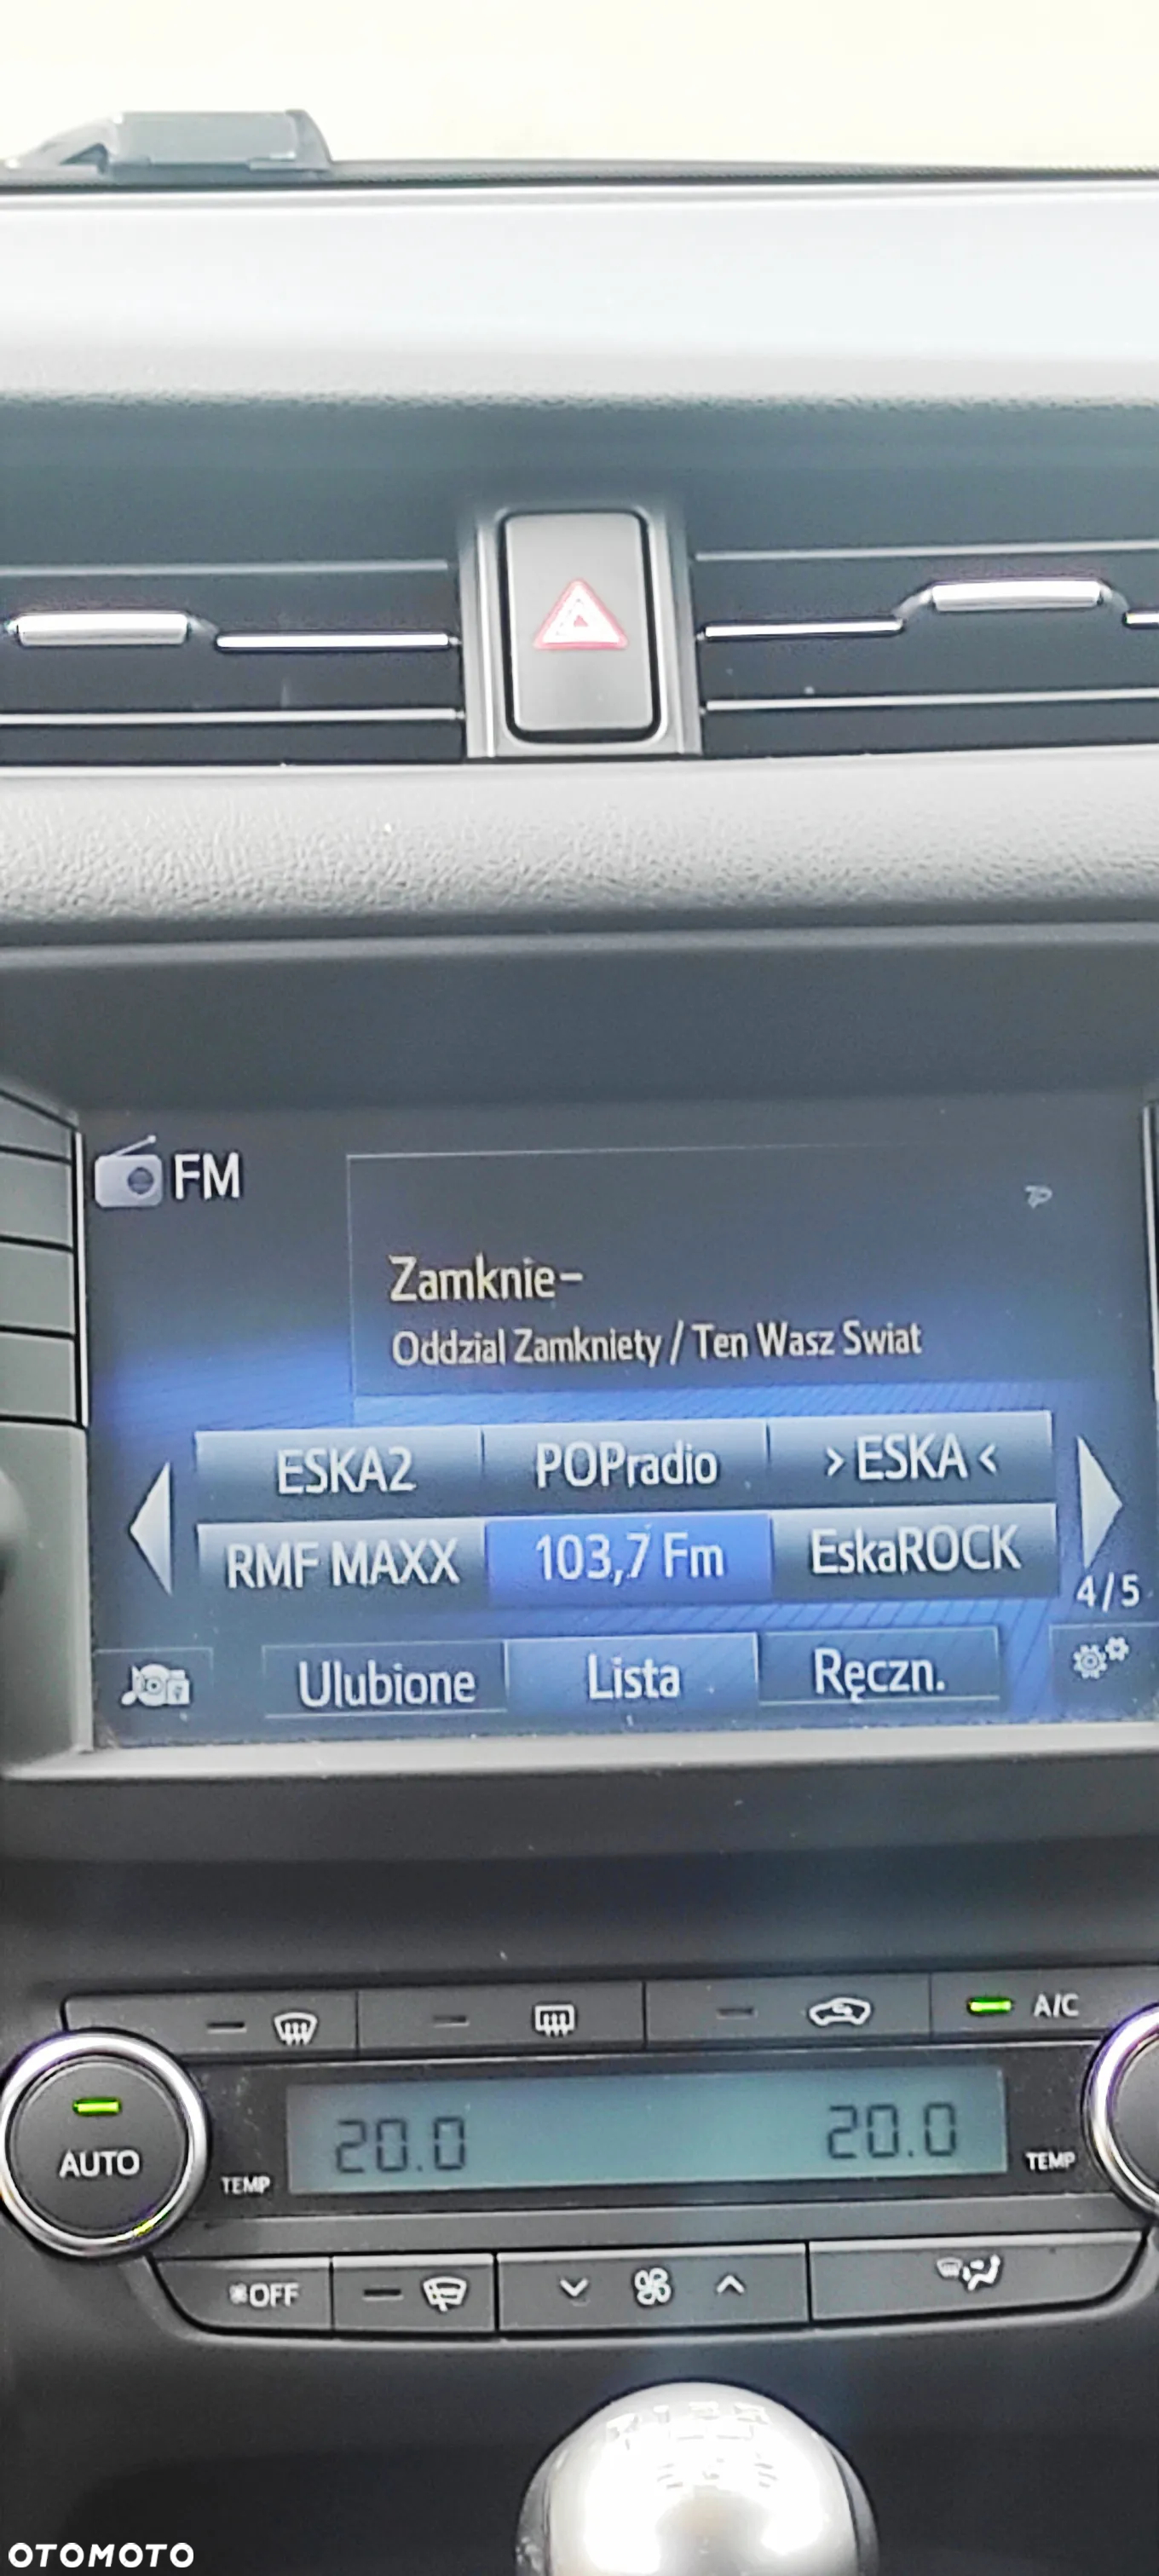 FM
Zamknie-
Oddzial Zamkniety / Ten Wasz Swiat
ESKA2 POPradio >ESKA<
RMF MAXX 103,7 Fm EskaROCK
4/5
Ulubione Lista Ręczn.
A/C
AUTO
TEMP 20.0 20.0 TEMP
OFF
OTOMOTO